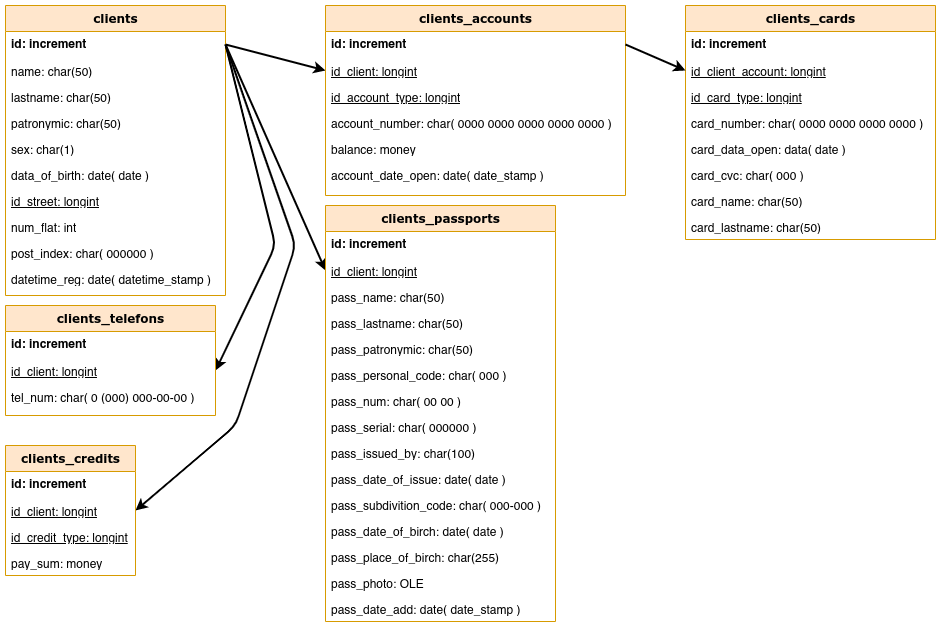 clients
id: increment
name: char(50)
lastname: char(50)
patronymic: char(50)
sex: char(1)
data_of_birth: date( date )
id_street: longint
num_flat: int
post_index: char( 000000 )
datetime_reg: date( datetime_stamp )
clients_telefons
id: increment
id_client: longint
tel_num: char( 0 (000) 000-00-00 )
clients_credits
id: increment
id_client: longint
id_credit_type: longint
pay_sum: money
clients_accounts
id: increment
id_client: longint
id_account_type: longint
account_number: char( 0000 0000 0000 0000 0000 )
balance: money
account_date_open: date( date_stamp )
clients_passports
id: increment
id_client: longint
pass_name: char(50)
pass_lastname: char(50)
pass_patronymic: char(50)
pass_personal_code: char( 000 )
pass_num: char( 00 00 )
pass_serial: char( 000000 )
pass_issued_by: char(100)
pass_date_of_issue: date( date )
pass_subdivition_code: char( 000-000 )
pass_date_of_birch: date( date )
pass_place_of_birch: char(255)
pass_photo: OLE
pass_date_add: date( date_stamp )
clients_cards
id: increment
id_client_account: longint
id_card_type: longint
card_number: char( 0000 0000 0000 0000 )
card_data_open: data( date )
card_cvc: char( 000 )
card_name: char(50)
card_lastname: char(50)